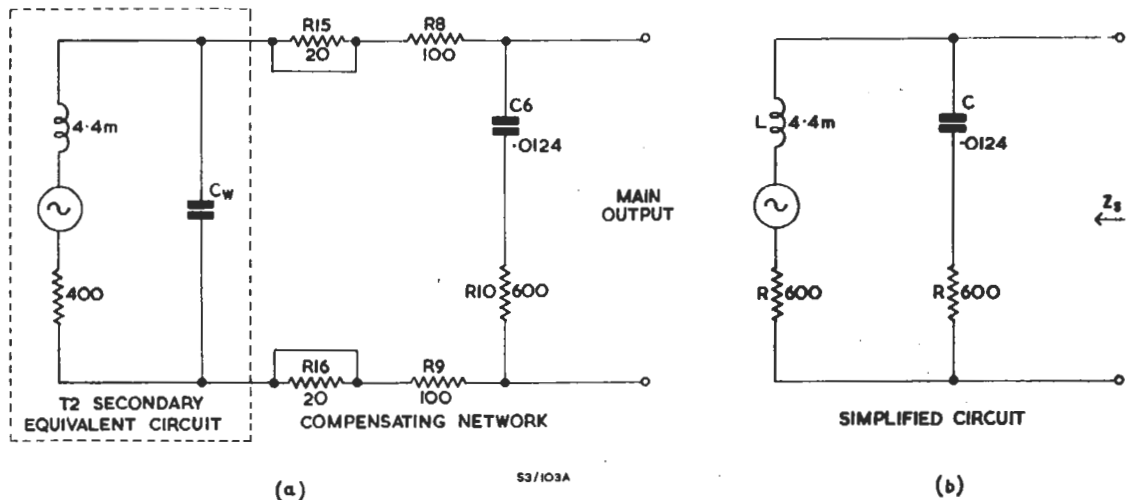 R15
20
R8
100
4·4m
Cw
C6
·0124
MAIN
OUTPUT
400
R10
600
R16
20
R9
100
T2 SECONDARY
EQUIVALENT CIRCUIT
COMPENSATING NETWORK
S3/103A
(a)
L
4·4m
C
·0124
Zs
R
600
R
600
SIMPLIFIED CIRCUIT
(b)